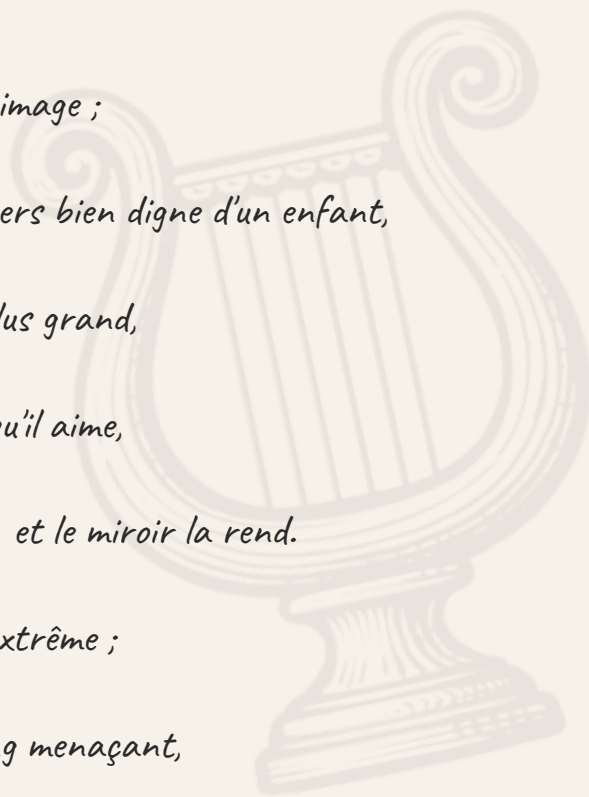 image ;
ers bien digne d'un enfant,
lus grand,
u'il aime,
et le miroir la rend.
xtrême ;
g menaçant,